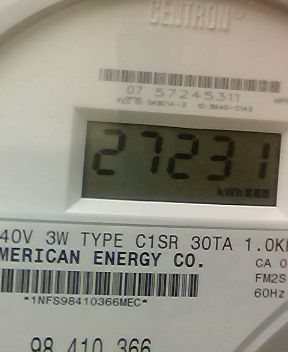 CENTRON
07 57245311
27231
kWh
40V 3W TYPE C1SR 30TA 1.0K
MERICAN ENERGY CO.
CA 0
FM2S
60Hz
*1NFS98410366MEC*
98 410 366